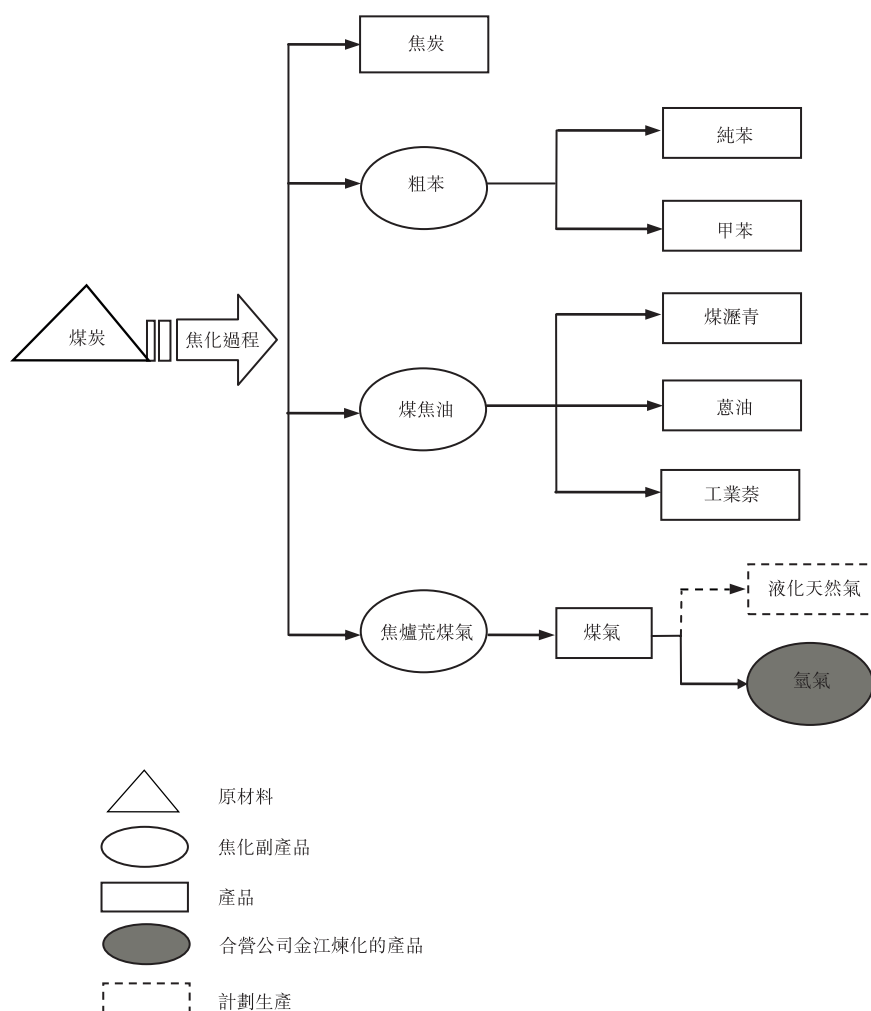 焦炭
粗苯
純苯
甲苯
煤炭
焦化過程
煤焦油
煤瀝青
蔥油
工業萘
焦爐荒煤氣
煤氣
液化天然氣
氫氣
原材料
焦化副產品
產品
合營公司金江煉化的產品
計劃生產